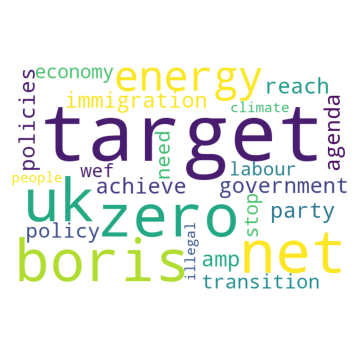 economy
energy
reach
policies
immigration
climate
agenda
target
need
people
wef
labour
achieve
government
uk
zero
stop
party
policy
net
boris
illegal
amp
transition